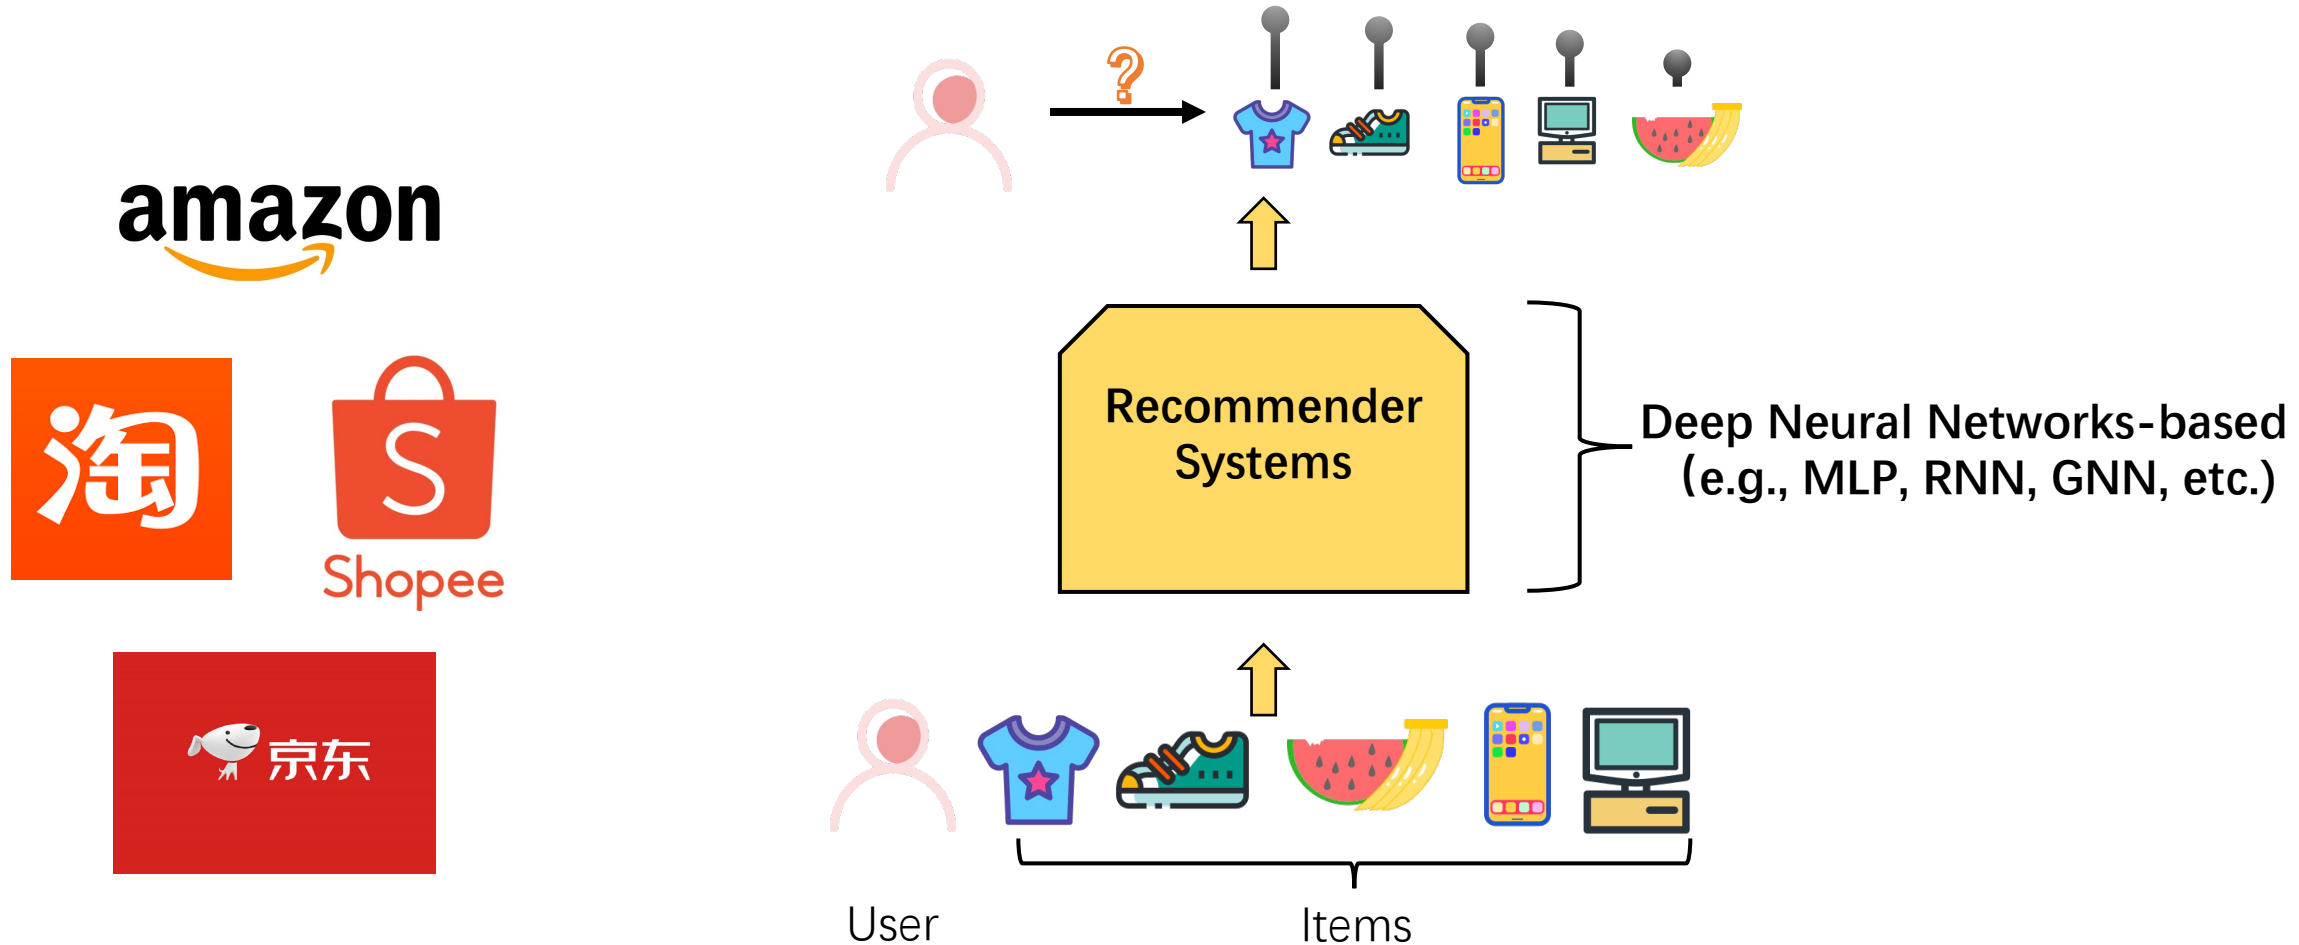 amazon
淘
S
Shopee
京东
?
Recommender
Systems
Deep Neural Networks-based
(e.g., MLP, RNN, GNN, etc.)
User
Items